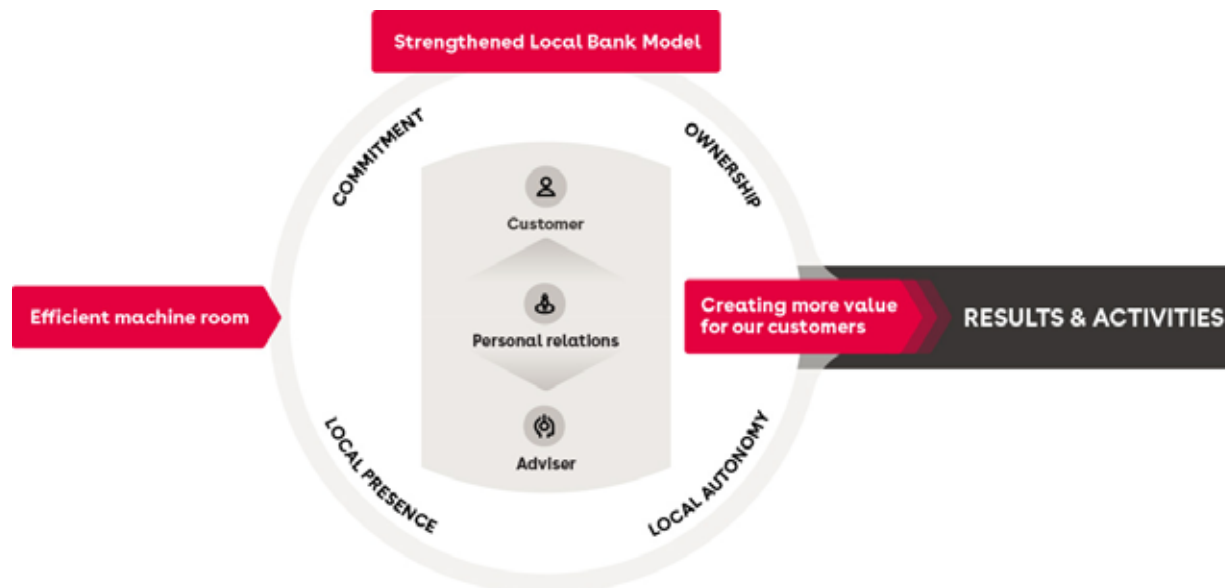 Strengthened Local Bank Model
COMMITMENT
OWNERSHIP
Customer
Efficient machine room
Personal relations
Creating more value
for our customers
RESULTS & ACTIVITIES
Adviser
LOCAL PRESENCE
LOCAL AUTONOMY